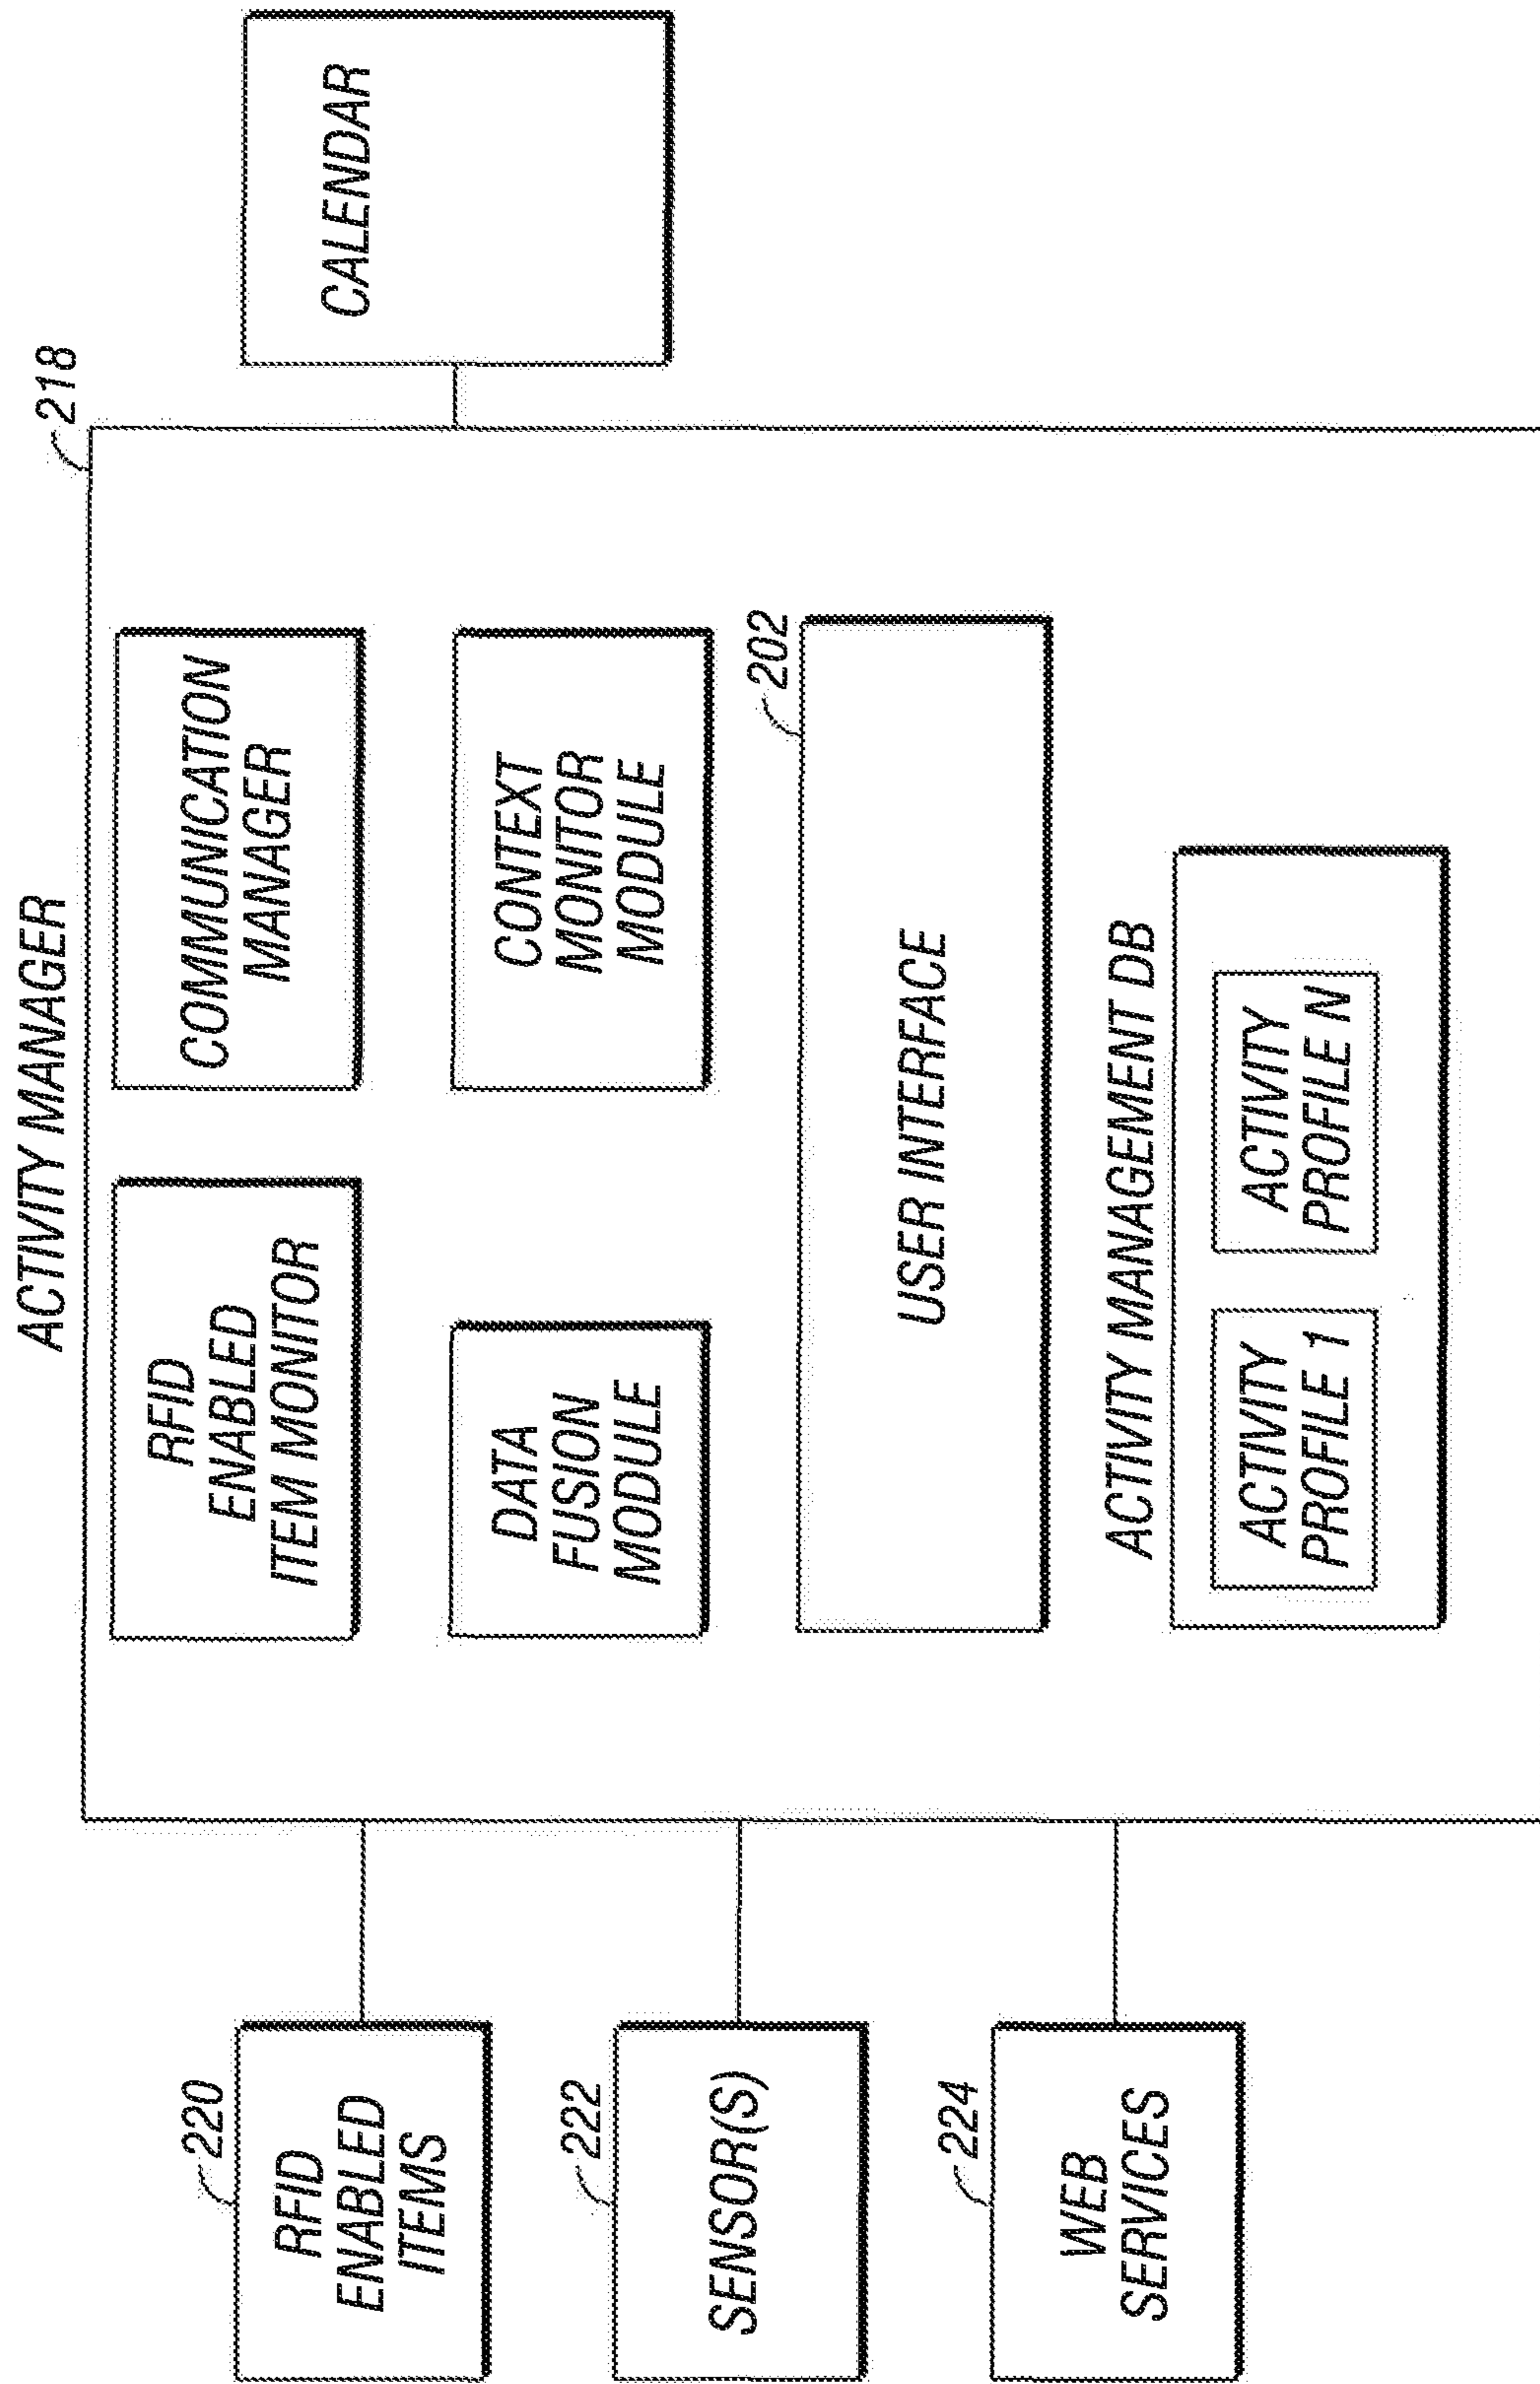 ACTIVITY MANAGER
218
RFID
ENABLED
ITEM MONITOR
COMMUNICATION
MANAGER
DATA
FUSION
MODULE
CONTEXT
MONITOR
MODULE
202
USER INTERFACE
ACTIVITY MANAGEMENT DB
ACTIVITY
PROFILE 1
ACTIVITY
PROFILE N
220
RFID
ENABLED
ITEMS
222
SENSOR(S)
224
WEB
SERVICES
CALENDAR